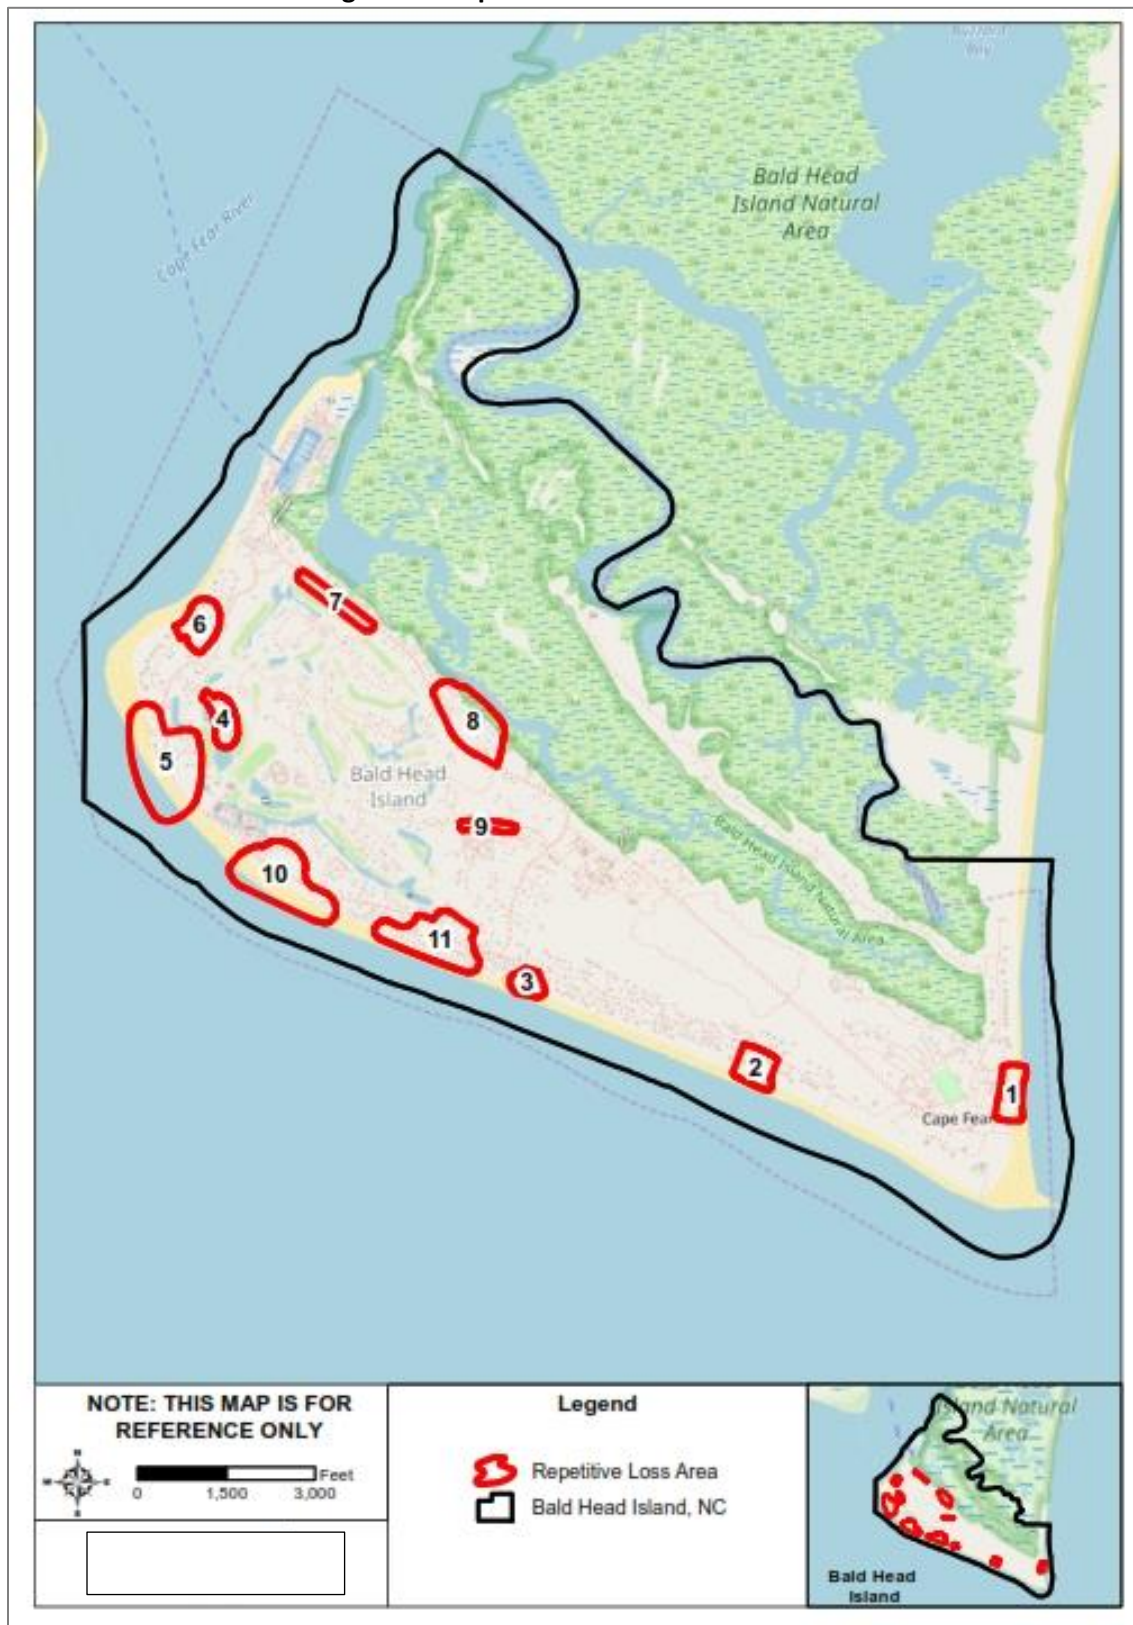 Bald Head
Island Natural
Area
Cape Fear River
7
6
4
8
5
Bald Head
Island
9
10
11
3
2
1
Bald Head Island Natural Area
Cape Fear
NOTE: THIS MAP IS FOR
REFERENCE ONLY
N
W
E
S
Feet
0
1,500
3,000
Legend
Repetitive Loss Area
Bald Head Island, NC
Island Natural
Area
Bald Head
Island